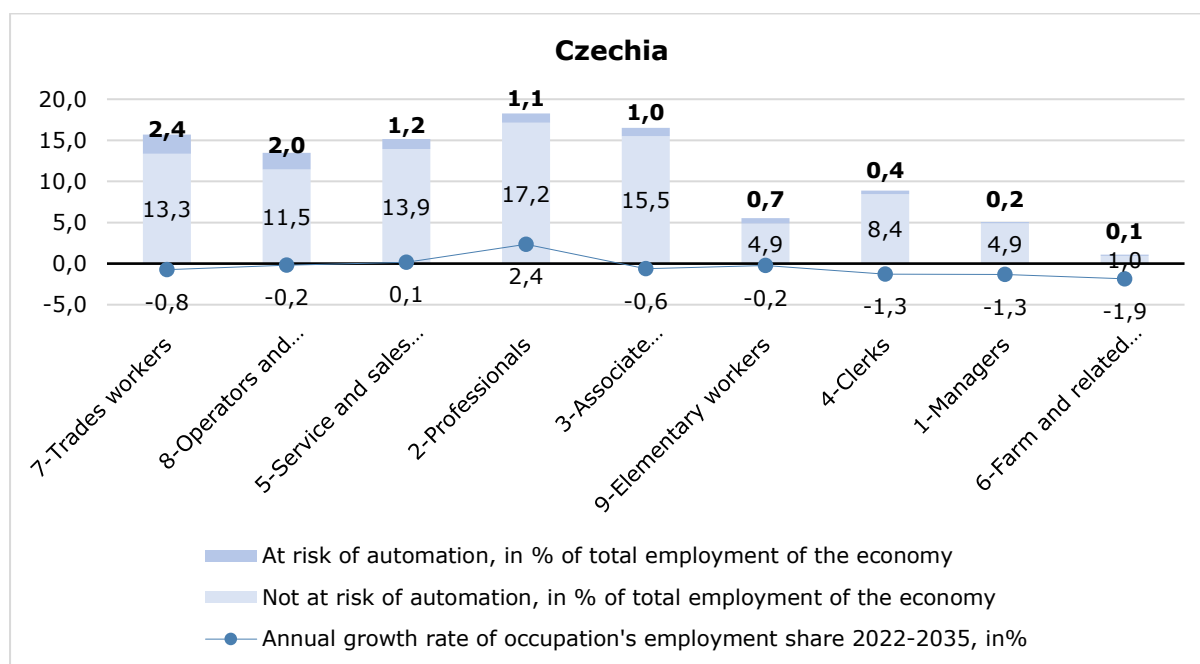 Czechia
20,0
15,0
10,0
5,0
0,0
-5,0
2,4
2,0
1,2
1,1
1,0
0,7
0,4
0,2
0,1
13,3
11,5
13,9
17,2
15,5
4,9
8,4
4,9
1,0
-0,8
-0,2
0,1
2,4
-0,6
-0,2
-1,3
-1,3
-1,9
7-Trades workers
8-Operators and...
5-Service and sales...
2-Professionals
3-Associate...
9-Elementary workers
4-Clerks
1-Managers
6-Farm and related...
At risk of automation, in % of total employment of the economy
Not at risk of automation, in % of total employment of the economy
Annual growth rate of occupation's employment share 2022-2035, in%